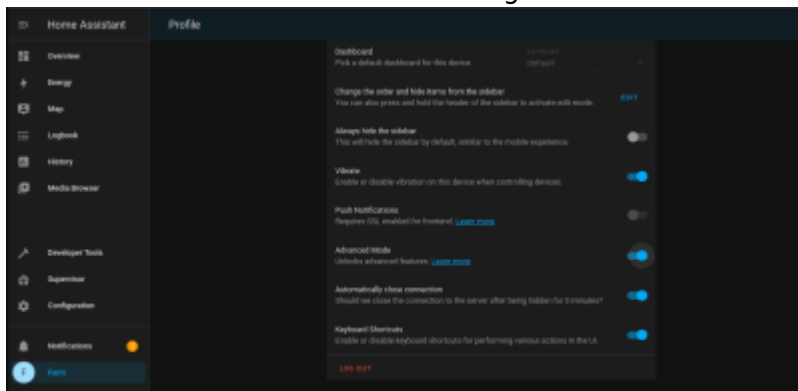 Home Assistant
Profile
Overview
Energy
Map
Logbook
History
Media Browser
Developer Tools
Supervisor
Configuration
Notifications
F
Farm
Dashboard
Pick a default dashboard for this device.
Dashboard
default
Change the order and hide items from the sidebar
You can also press and hold the header of the sidebar to activate edit mode.
EDIT
Always hide the sidebar
This will hide the sidebar by default, similar to the mobile experience.
Vibrate
Enable or disable vibration on this device when controlling devices.
Push Notifications
Requires SSL enabled for frontend. Learn more
Advanced Mode
Unlocks advanced features. Learn more
Automatically close connection
Should we close the connection to the server after being hidden for 5 minutes?
Keyboard Shortcuts
Enable or disable keyboard shortcuts for performing various actions in the UI.
LOG OUT